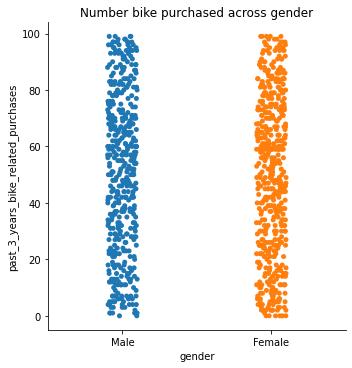 Number bike purchased across gender
past_3_years_bike_related_purchases
100
80
60
40
20
0
Male Female
gender